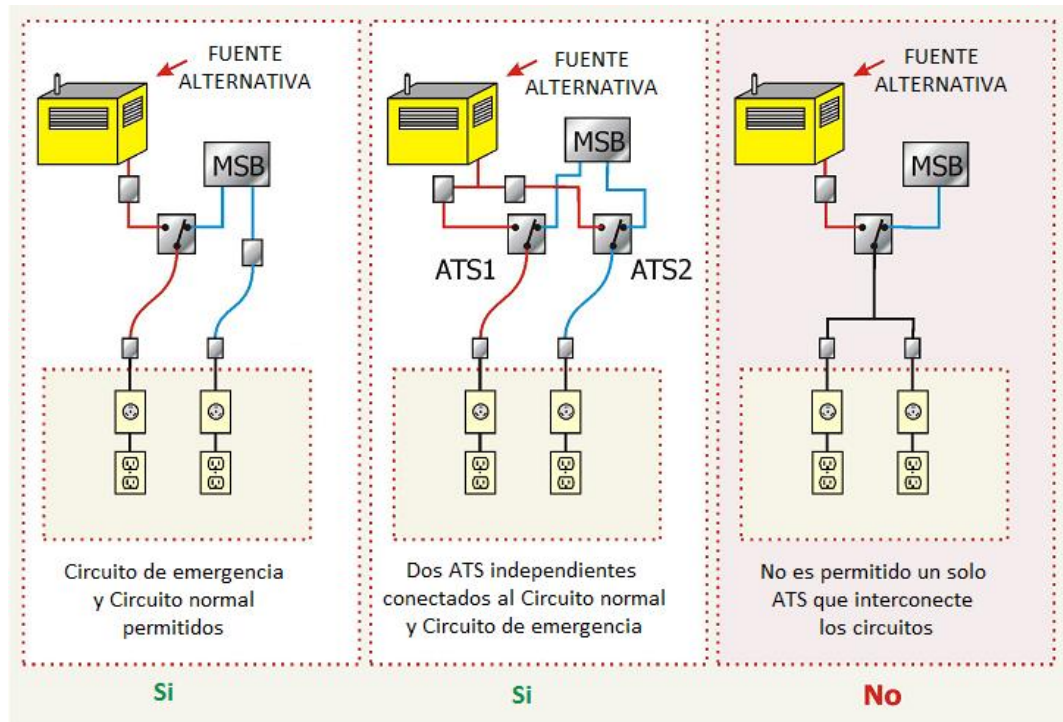 FUENTE
ALTERNATIVA
MSB
Circuito de emergencia
y Circuito normal
permitidos
Si
FUENTE
ALTERNATIVA
MSB
ATS1
ATS2
Dos ATS independientes
conectados al Circuito normal
y Circuito de emergencia
Si
FUENTE
ALTERNATIVA
MSB
No es permitido un solo
ATS que interconecte
los circuitos
No